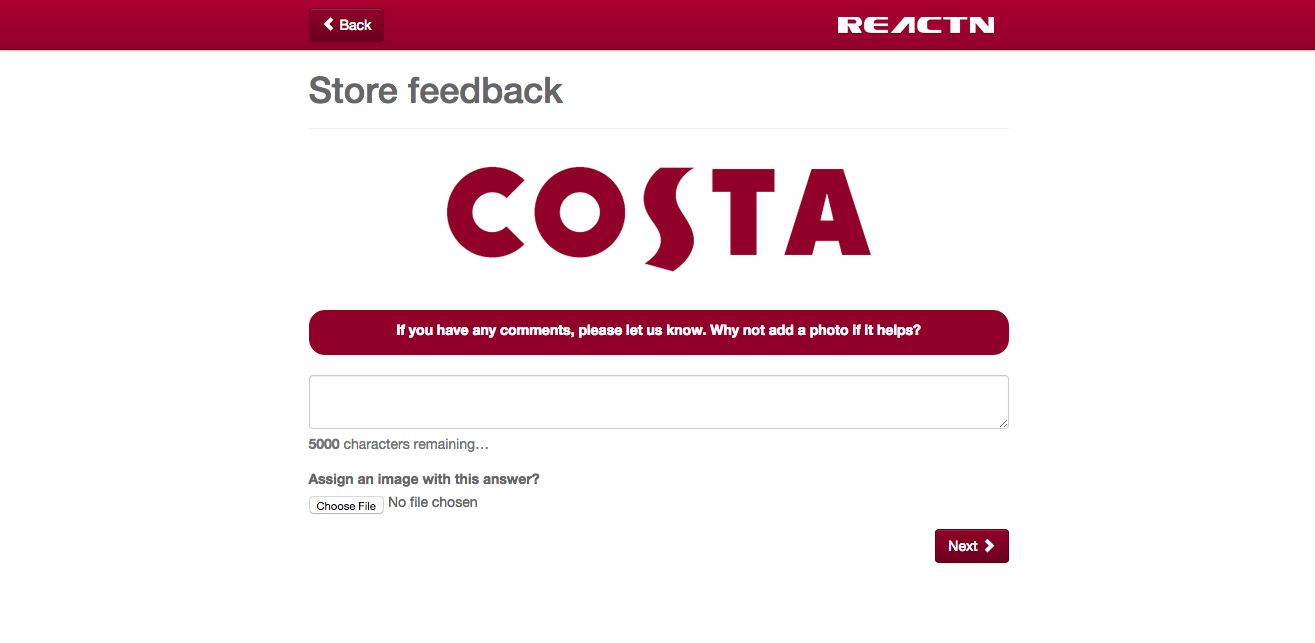 Back
REACTN
Store feedback
COSTA
If you have any comments, please let us know. Why not add a photo if it helps?
5000 characters remaining...
Assign an image with this answer?
Choose File No file chosen
Next